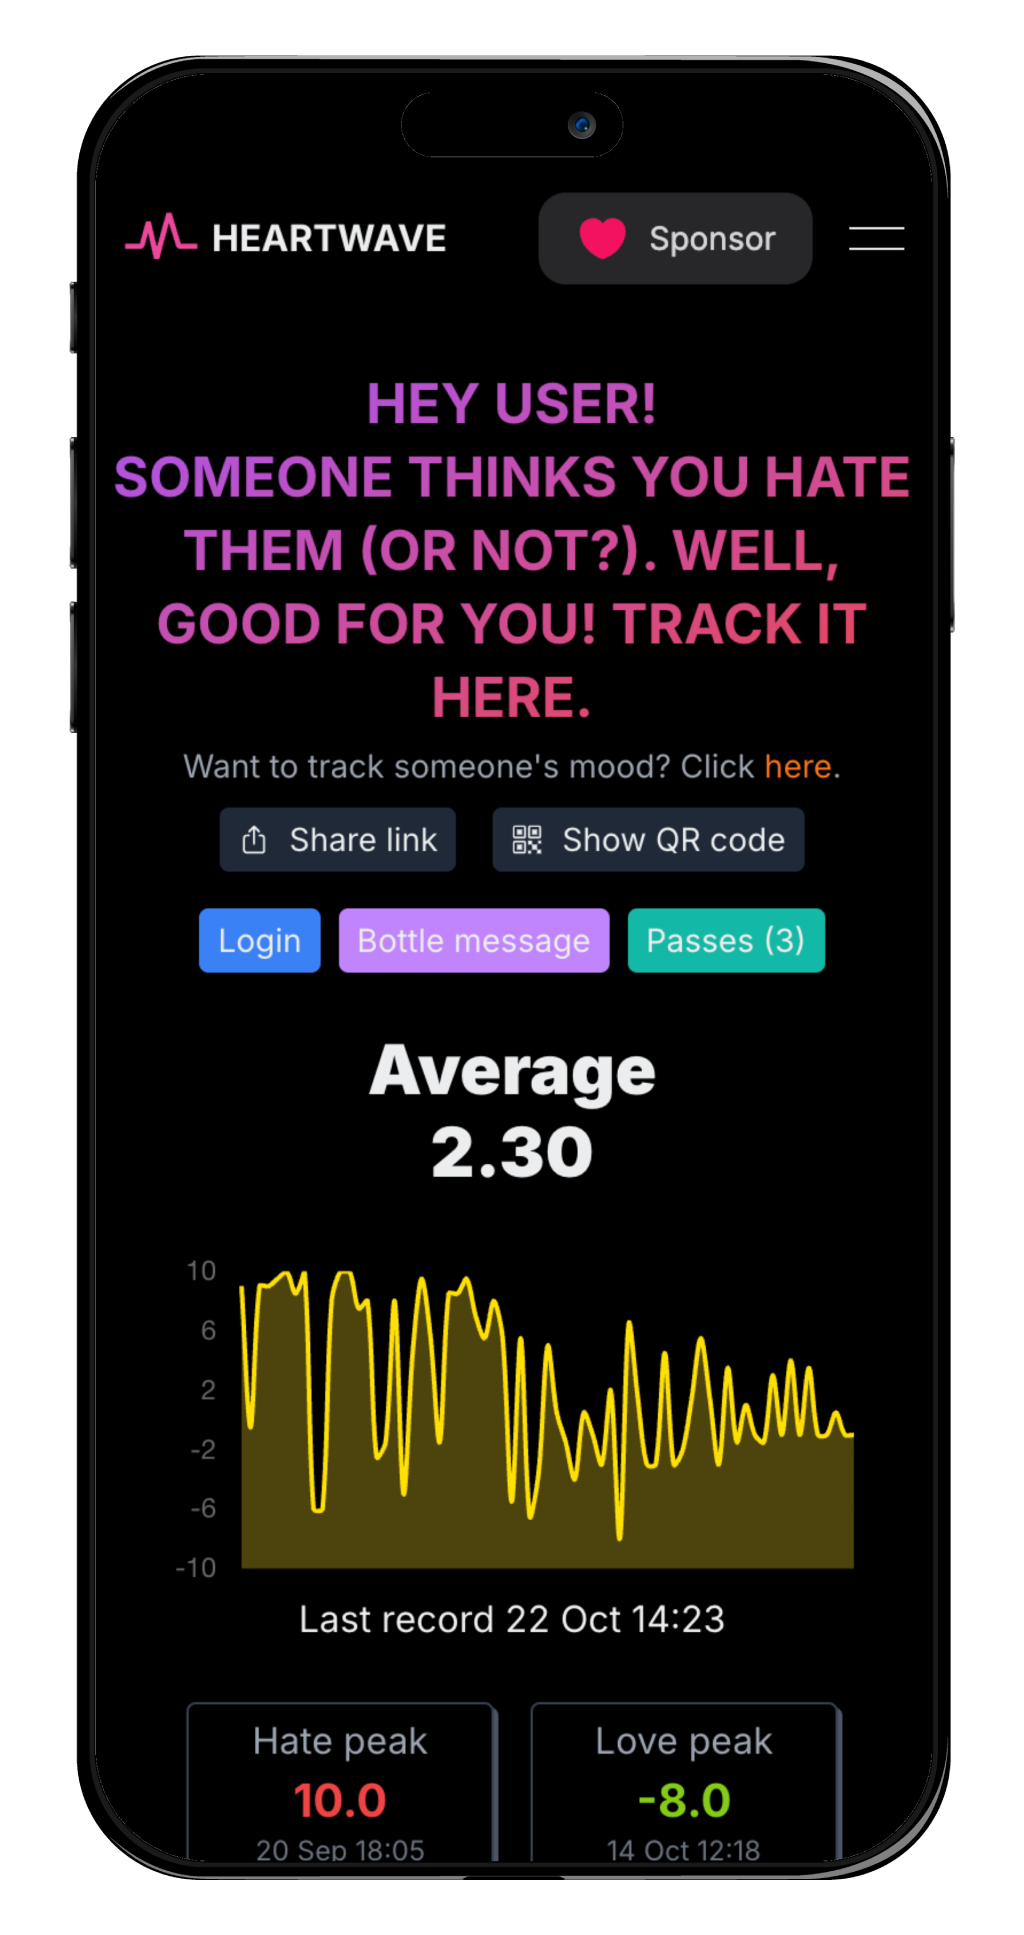 HEARTWAVE
Sponsor
HEY USER!
SOMEONE THINKS YOU HATE
THEM (OR NOT?). WELL,
GOOD FOR YOU! TRACK IT
HERE.
Want to track someone's mood? Click here.
Share link
Show QR code
Login
Bottle message
Passes (3)
Average
2.30
10
6
2
-2
-6
-10
Last record 22 Oct 14:23
Hate peak
10.0
20 Sep 18:05
Love peak
-8.0
14 Oct 12:18